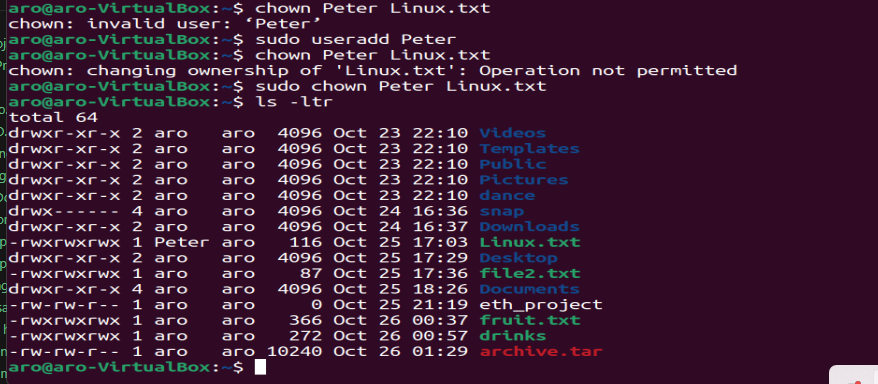 aro@aro-VirtualBox:~$ chown Peter Linux.txt
chown: invalid user: ‘Peter’
aro@aro-VirtualBox:~$ sudo useradd Peter
aro@aro-VirtualBox:~$ chown Peter Linux.txt
chown: changing ownership of 'Linux.txt': Operation not permitted
aro@aro-VirtualBox:~$ sudo chown Peter Linux.txt
aro@aro-VirtualBox:~$ ls -ltr
total 64
drwxr-xr-x 2 aro   aro  4096 Oct 23 22:10 Videos
drwxr-xr-x 2 aro   aro  4096 Oct 23 22:10 Templates
drwxr-xr-x 2 aro   aro  4096 Oct 23 22:10 Public
drwxr-xr-x 2 aro   aro  4096 Oct 23 22:10 Pictures
drwxr-xr-x 2 aro   aro  4096 Oct 23 22:10 dance
drwx------ 4 aro   aro  4096 Oct 24 16:36 snap
drwxr-xr-x 2 aro   aro  4096 Oct 24 16:37 Downloads
-rwxrwxrwx 1 Peter aro   116 Oct 25 17:03 Linux.txt
drwxr-xr-x 2 aro   aro  4096 Oct 25 17:29 Desktop
-rwxrwxrwx 1 aro   aro    87 Oct 25 17:36 file2.txt
drwxr-xr-x 4 aro   aro  4096 Oct 25 18:26 Documents
-rw-rw-r-- 1 aro   aro     0 Oct 25 21:19 eth_project
-rwxrwxrwx 1 aro   aro   366 Oct 26 00:37 fruit.txt
-rwxrwxrwx 1 aro   aro   272 Oct 26 00:57 drinks
-rw-rw-r-- 1 aro   aro 10240 Oct 26 01:29 archive.tar
aro@aro-VirtualBox:~$